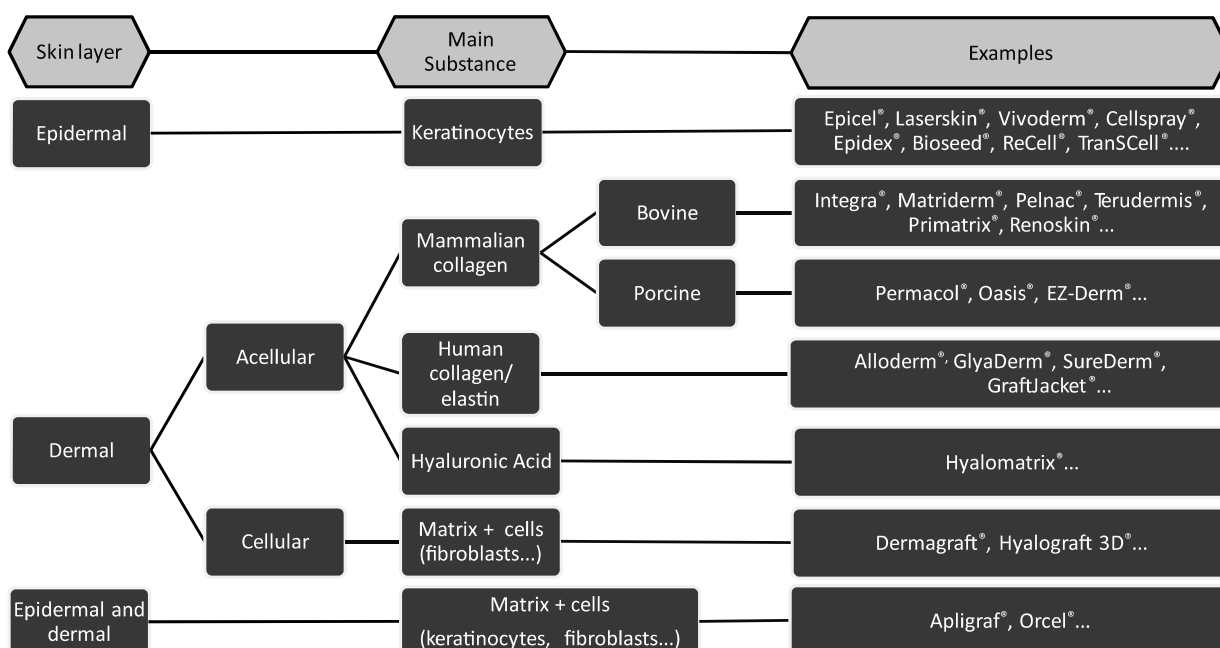 Skin layer
Main
Substance
Examples
Epidermal
Keratinocytes
Epicel®, Laserskin®, Vivoderm®, Cellspray®,
Epidex®, Bioseed®, ReCell®, TranSCell®....
Mammalian
collagen
Bovine
Integra®, Matriderm®, Pelnac®, Terudermis®,
Primatrix®, Renoskin®...
Porcine
Permacol®, Oasis®, EZ-Derm®...
Dermal
Acellular
Human
collagen/
elastin
Alloderm®, GlyaDerm®, SureDerm®,
GraftJacket®...
Hyaluronic Acid
Hyalomatrix®...
Cellular
Matrix + cells
(fibroblasts...)
Dermagraft®, Hyalograft 3D®...
Epidermal and
dermal
Matrix + cells
(keratinocytes, fibroblasts...)
Apligraf®, Orcel®...